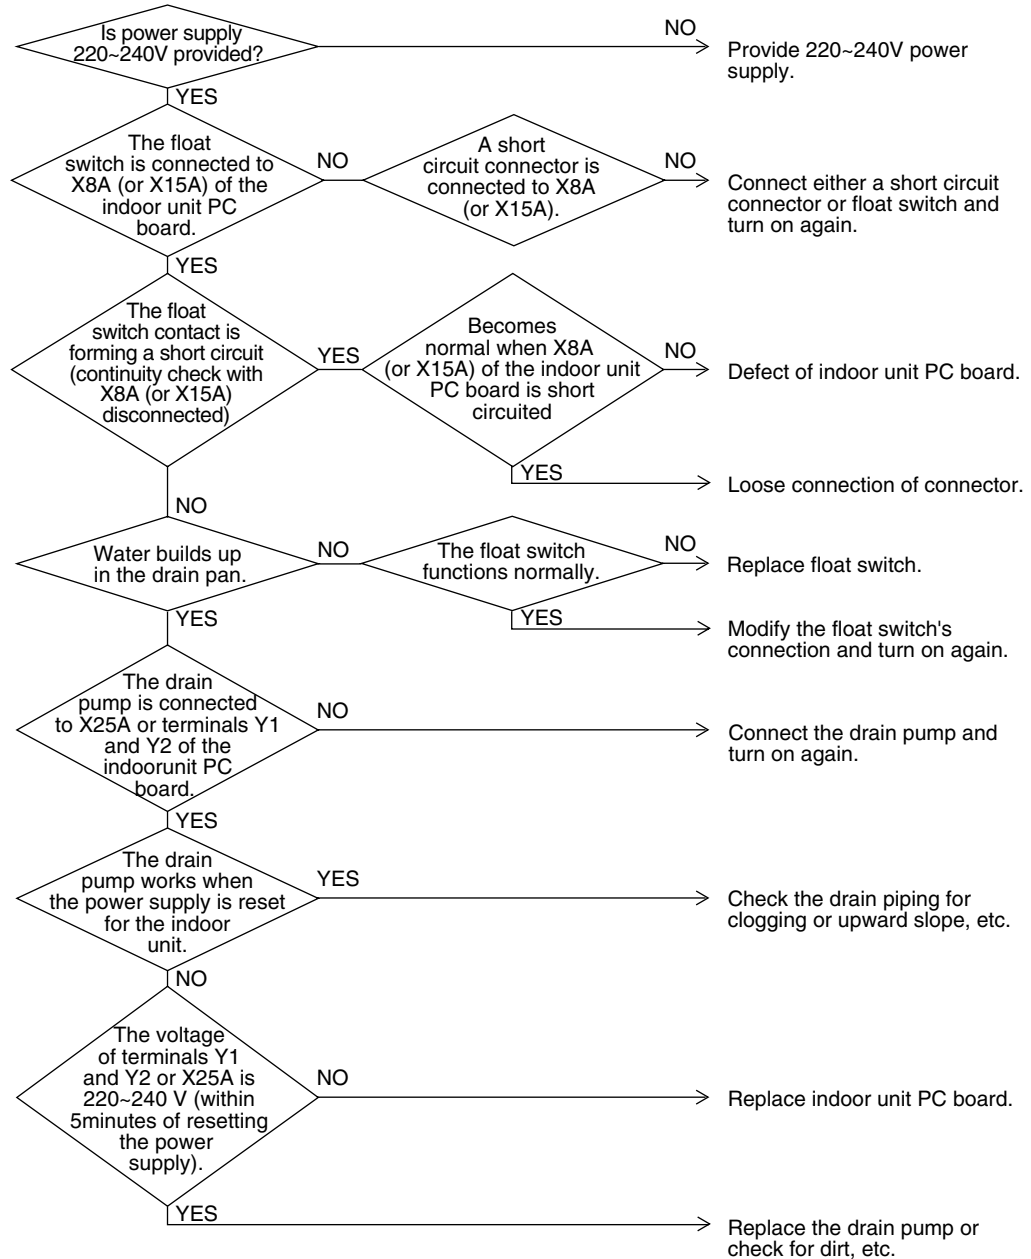 Is power supply
220~240V provided?
NO
Provide 220~240V power
supply.
YES
The float
switch is connected to
X8A (or X15A) of the
indoor unit PC
board.
NO
A short
circuit connector is
connected to X8A
(or X15A).
NO
Connect either a short circuit
connector or float switch and
turn on again.
YES
The float
switch contact is
forming a short circuit
(continuity check with
X8A (or X15A)
disconnected)
YES
Becomes
normal when X8A
(or X15A) of the indoor unit
PC board is short
circuited
NO
Defect of indoor unit PC board.
YES
Loose connection of connector.
NO
Water builds up
in the drain pan.
NO
The float switch
functions normally.
NO
Replace float switch.
YES
Modify the float switch's
connection and turn on again.
YES
The drain
pump is connected
to X25A or terminals Y1
and Y2 of the
indoorunit PC
board.
NO
Connect the drain pump and
turn on again.
YES
The drain
pump works when
the power supply is reset
for the indoor
unit.
YES
Check the drain piping for
clogging or upward slope, etc.
NO
The voltage
of terminals Y1
and Y2 or X25A is
220~240 V (within
5minutes of resetting
the power
supply).
NO
Replace indoor unit PC board.
YES
Replace the drain pump or
check for dirt, etc.